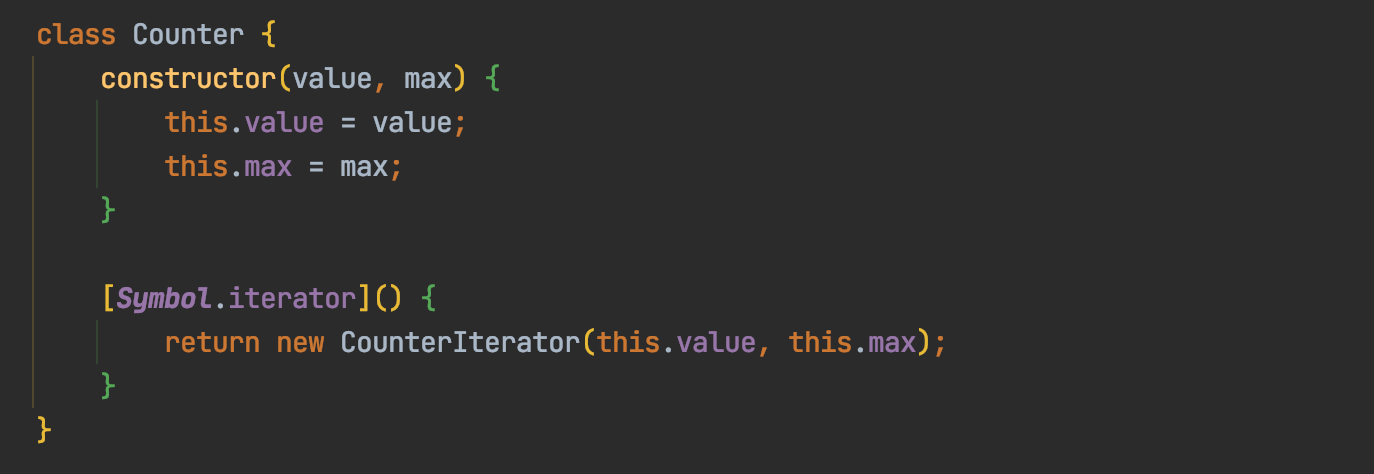 class Counter {
    constructor(value, max) {
        this.value = value;
        this.max = max;
    }

    [Symbol.iterator]() {
        return new CounterIterator(this.value, this.max);
    }
}